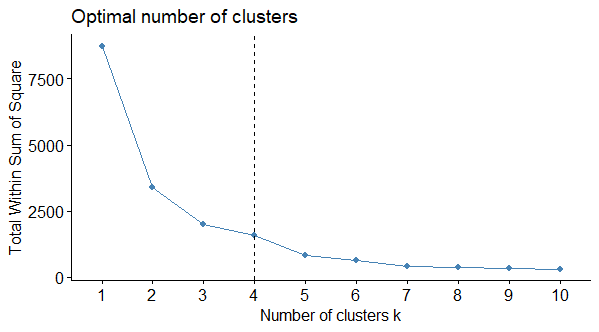 Optimal number of clusters
Total Within Sum of Square
7500
5000
2500
0
1 2 3 4 5 6 7 8 9 10
Number of clusters k